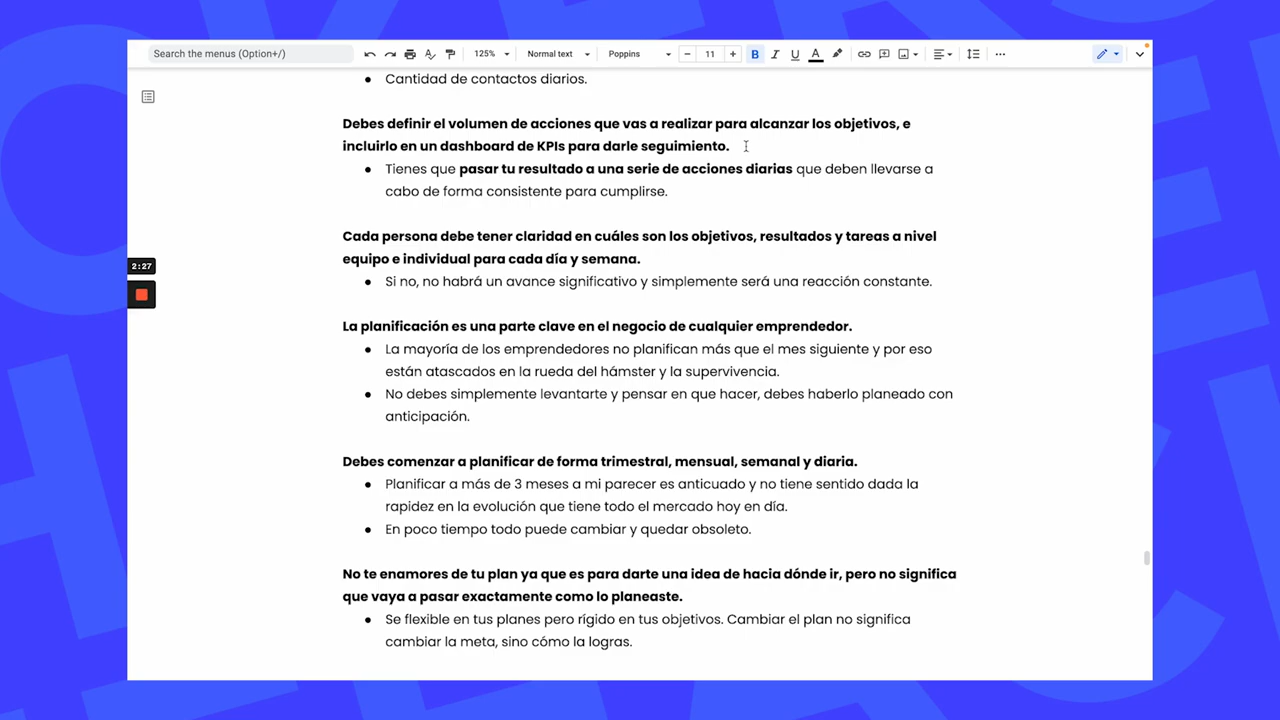 Search the menus (Option+/)
125%
Normal text
Poppins
11
B
I
U
A
Cantidad de contactos diarios.
Debes definir el volumen de acciones que vas a realizar para alcanzar los objetivos, e
incluirlo en un dashboard de KPIs para darle seguimiento.
Tienes que pasar tu resultado a una serie de acciones diarias que deben llevarse a
cabo de forma consistente para cumplirse.
Cada persona debe tener claridad en cuáles son los objetivos, resultados y tareas a nivel
equipo e individual para cada día y semana.
2:27
Si no, no habrá un avance significativo y simplemente será una reacción constante.
La planificación es una parte clave en el negocio de cualquier emprendedor.
La mayoría de los emprendedores no planifican más que el mes siguiente y por eso
están atascados en la rueda del hámster y la supervivencia.
No debes simplemente levantarte y pensar en que hacer, debes haberlo planeado con
anticipación.
Debes comenzar a planificar de forma trimestral, mensual, semanal y diaria.
Planificar a más de 3 meses a mi parecer es anticuado y no tiene sentido dada la
rapidez en la evolución que tiene todo el mercado hoy en día.
En poco tiempo todo puede cambiar y quedar obsoleto.
No te enamores de tu plan ya que es para darte una idea de hacia dónde ir, pero no significa
que vaya a pasar exactamente como lo planeaste.
Se flexible en tus planes pero rígido en tus objetivos. Cambiar el plan no significa
cambiar la meta, sino cómo la logras.